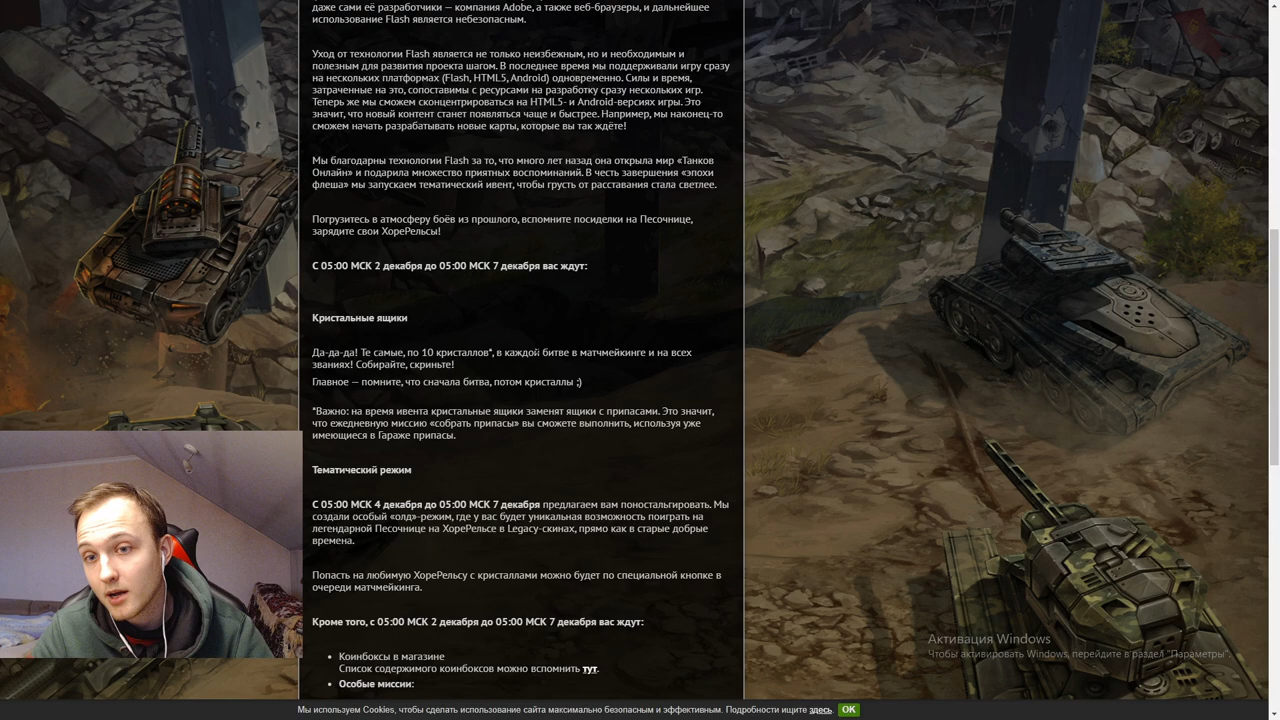 даже сами её разработчики — компания Adobe, а также веб-браузеры, и дальнейшее
использование Flash является небезопасным.
Уход от технологии Flash является не только неизбежным, но и необходимым и
полезным для развития проекта шагом. В последнее время мы поддерживали игру сразу
на нескольких платформах (Flash, HTML5, Android) одновременно. Силы и время,
затраченные на это, сопоставимы с ресурсами на разработку сразу нескольких игр.
Теперь же мы сможем сконцентрироваться на HTML5- и Android-версиях игры. Это
значит, что новый контент станет появляться чаще и быстрее. Например, мы наконец-то
сможем начать разрабатывать новые карты, которые вы так ждёте!
Мы благодарны технологии Flash за то, что много лет назад она открыла мир «Танков
Онлайн» и подарила множество приятных воспоминаний. В честь завершения «эпохи
флеша» мы запускаем тематический ивент, чтобы грусть от расставания стала светлее.
Погрузитесь в атмосферу боёв из прошлого, вспомните посиделки на Песочнице,
зарядите свои ХореРельсы!
С 05:00 МСК 2 декабря до 05:00 МСК 7 декабря вас ждут:
Кристальные ящики
Да-да-да! Те самые, по 10 кристаллов*, в каждой битве в матчмейкинге и на всех
званиях! Собирайте, скриньте!
Главное — помните, что сначала битва, потом кристаллы ;)
*Важно: на время ивента кристальные ящики заменят ящики с припасами. Это значит,
что ежедневную миссию «собрать припасы» вы сможете выполнить, используя уже
имеющиеся в Гараже припасы.
Тематический режим
С 05:00 МСК 4 декабря до 05:00 МСК 7 декабря предлагаем вам поностальгировать. Мы
создали особый «олд»-режим, где у вас будет уникальная возможность поиграть на
легендарной Песочнице на ХореРельсе в Legacy-скинах, прямо как в старые добрые
времена.
Попасть на любимую ХореРельсу с кристаллами можно будет по специальной кнопке в
очереди матчмейкинга.
Кроме того, с 05:00 МСК 2 декабря до 05:00 МСК 7 декабря вас ждут:
• Коинбоксы в магазине
Список содержимого коинбоксов можно вспомнить тут.
• Особые миссии:
Активация Windows
Чтобы активировать Windows, перейдите в раздел "Параметры".
Мы используем Cookies, чтобы сделать использование сайта максимально безопасным и эффективным. Подробности ищите здесь. OK